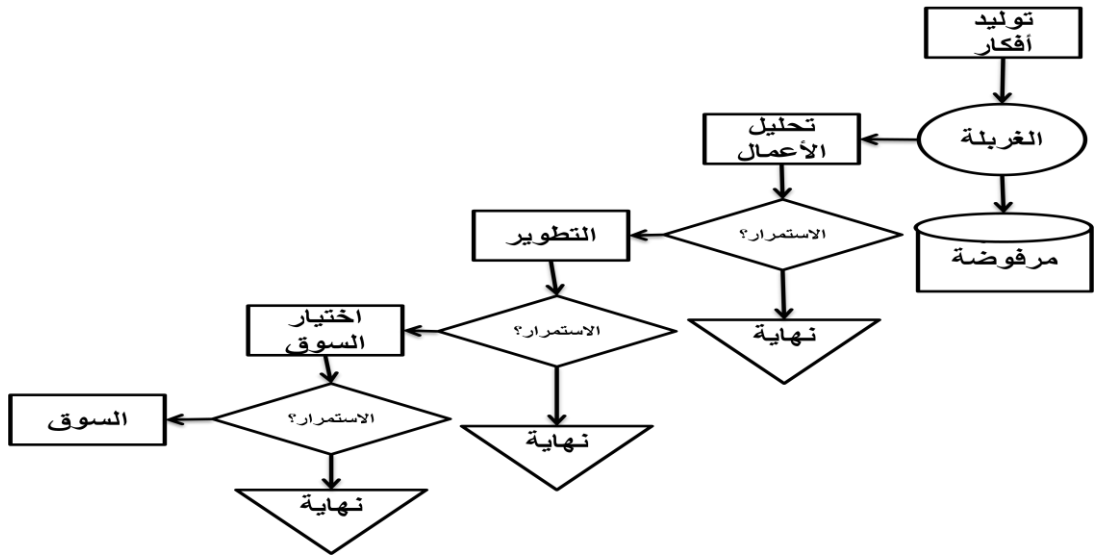 توليد
أفكار
الغربلة
مرفوضة
تحليل
الأعمال
الاستمرار؟
نهاية
التطوير
الاستمرار؟
نهاية
اختيار
السوق
الاستمرار؟
نهاية
السوق